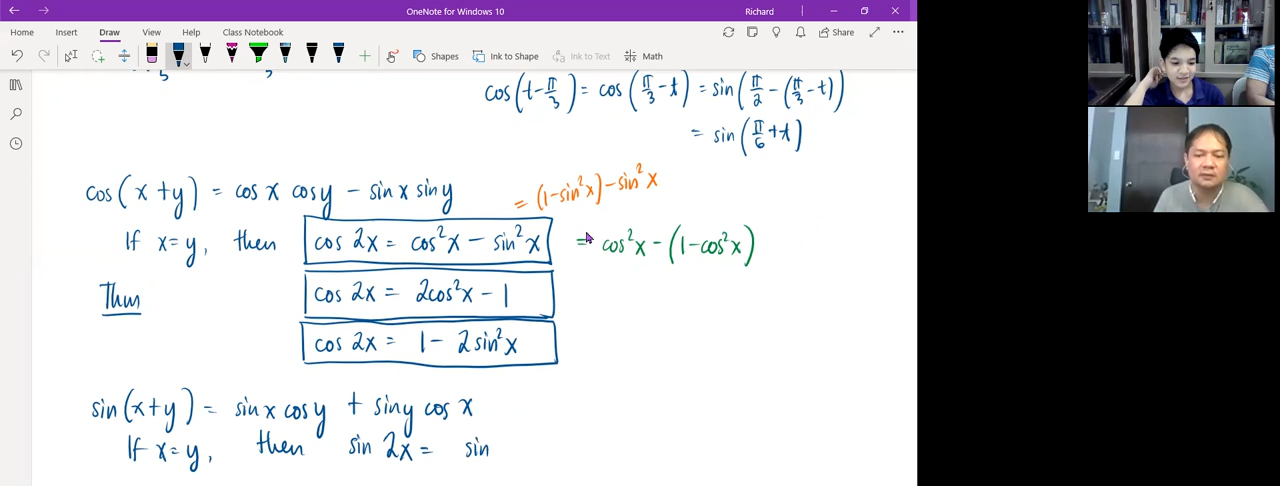 OneNote for Windows 10
Richard
Home Insert Draw View Help Class Notebook
Share
Shapes Ink to Shape Ink to Text Math
cos(t-π/3) = cos(π/3-t) = sin(π/2-(π/3-t))
= sin(π/6+t)
cos(x+y) = cos x cos y - sin x sin y
= (1-sin²x)-sin²x
If x=y, then cos 2x = cos²x - sin²x = cos²x-(1-cos²x)
Thm cos 2x = 2cos²x - 1
cos 2x = 1- 2sin²x
sin(x+y) = sin x cos y + sin y cos x
If x=y, then sin 2x = sin